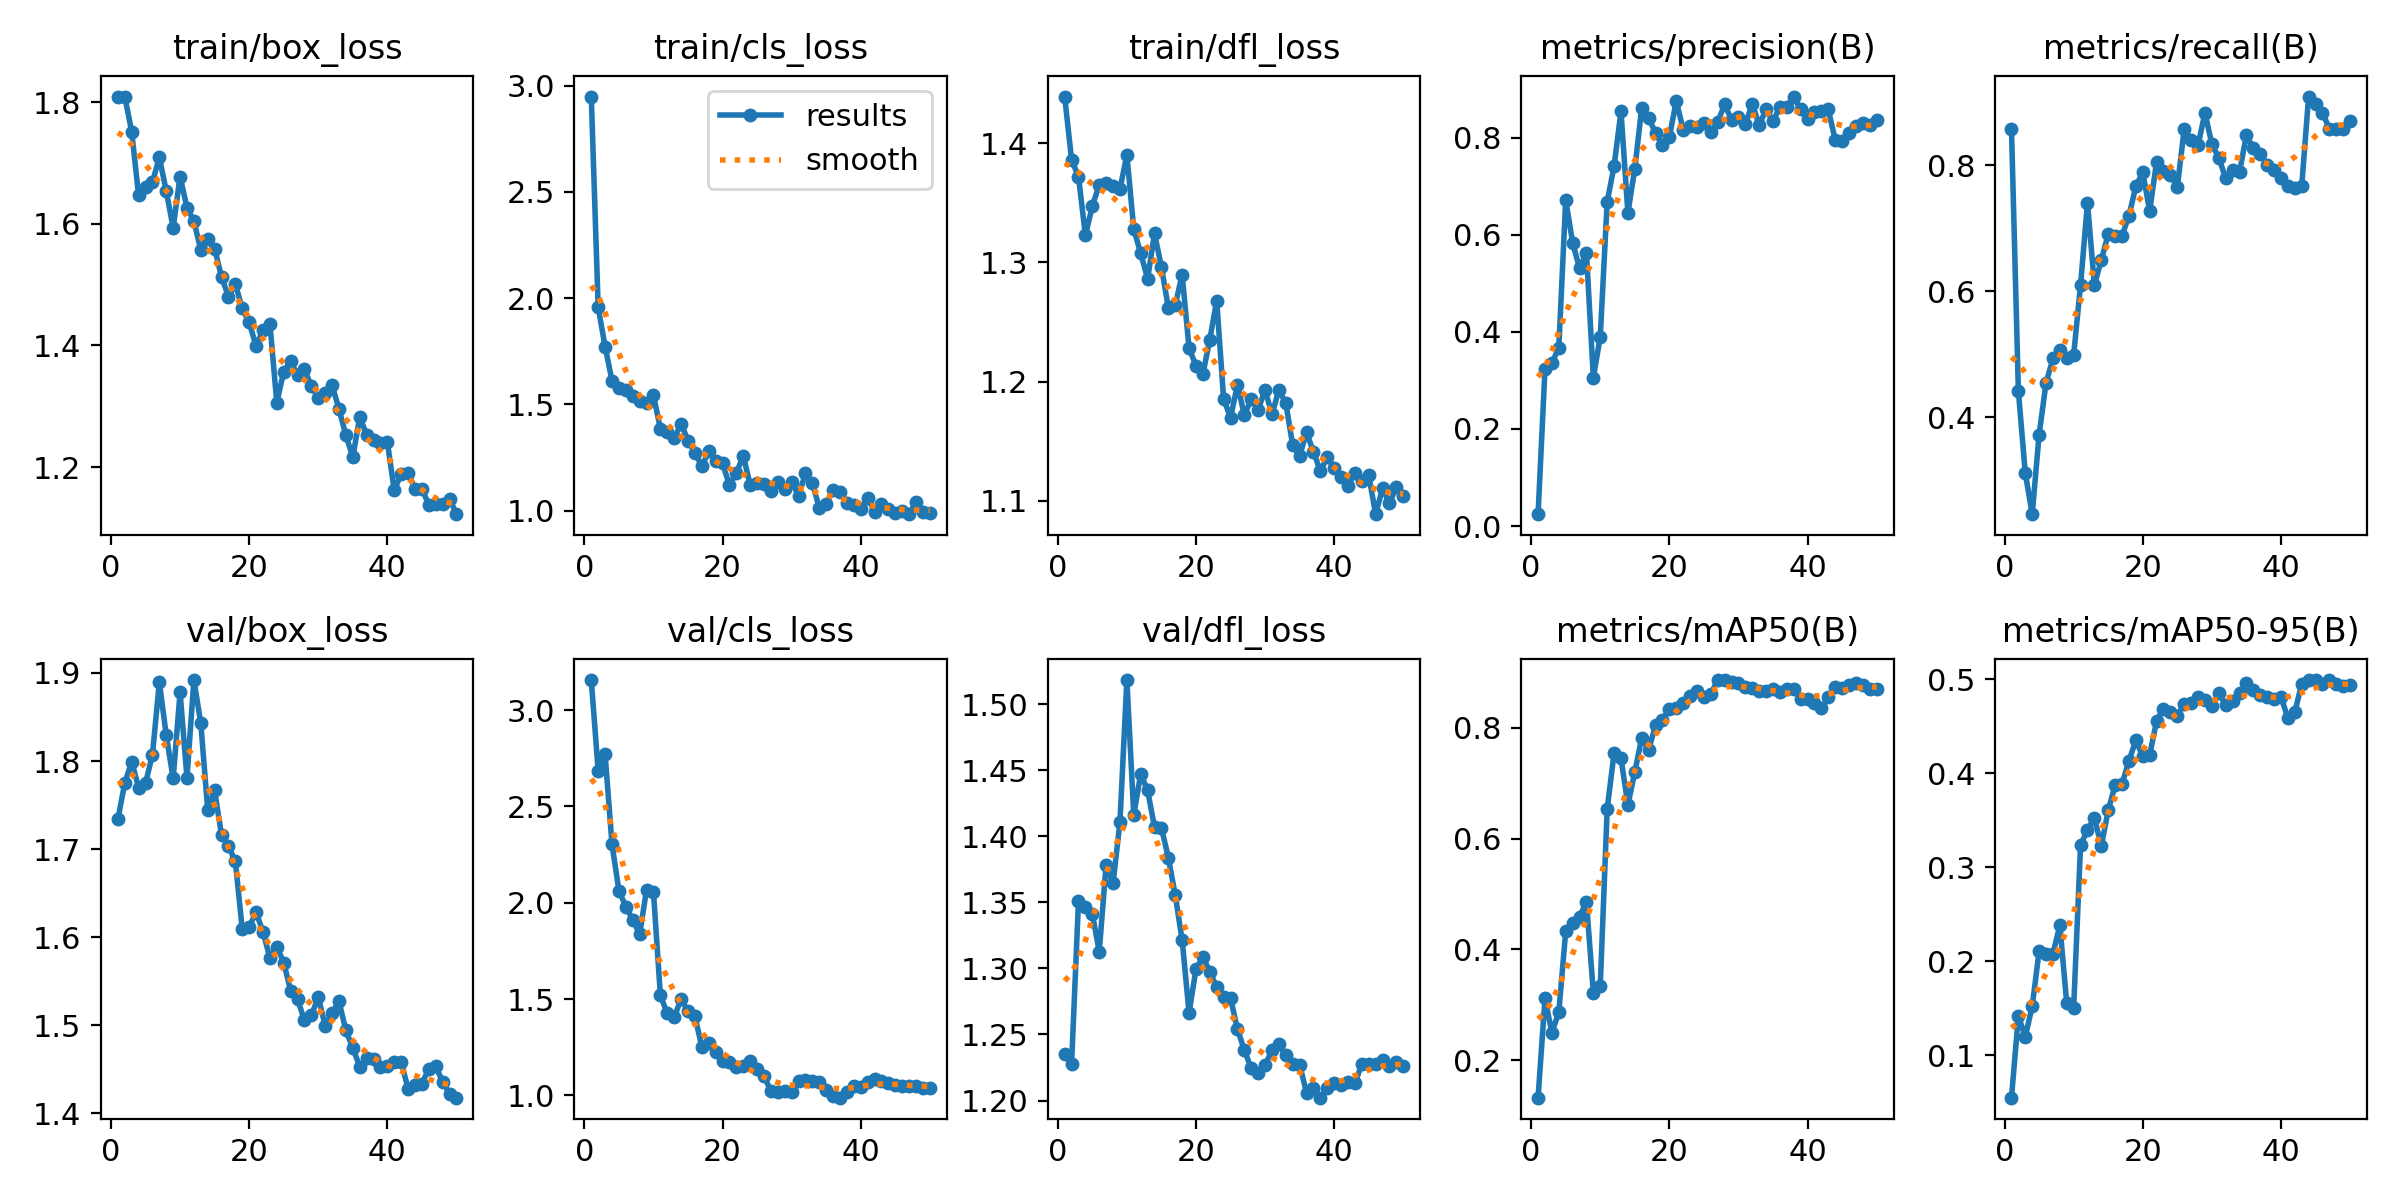 train/box_loss
1.8
1.6
1.4
1.2
0 20 40
train/cls_loss
3.0
2.5
2.0
1.5
1.0
results
smooth
0 20 40
train/dfl_loss
1.4
1.3
1.2
1.1
0 20 40
metrics/precision(B)
0.8
0.6
0.4
0.2
0.0
0 20 40
metrics/recall(B)
0.8
0.6
0.4
0 20 40
val/box_loss
1.9
1.8
1.7
1.6
1.5
1.4
0 20 40
val/cls_loss
3.0
2.5
2.0
1.5
1.0
0 20 40
val/dfl_loss
1.50
1.45
1.40
1.35
1.30
1.25
1.20
0 20 40
metrics/mAP50(B)
0.8
0.6
0.4
0.2
0 20 40
metrics/mAP50-95(B)
0.5
0.4
0.3
0.2
0.1
0 20 40